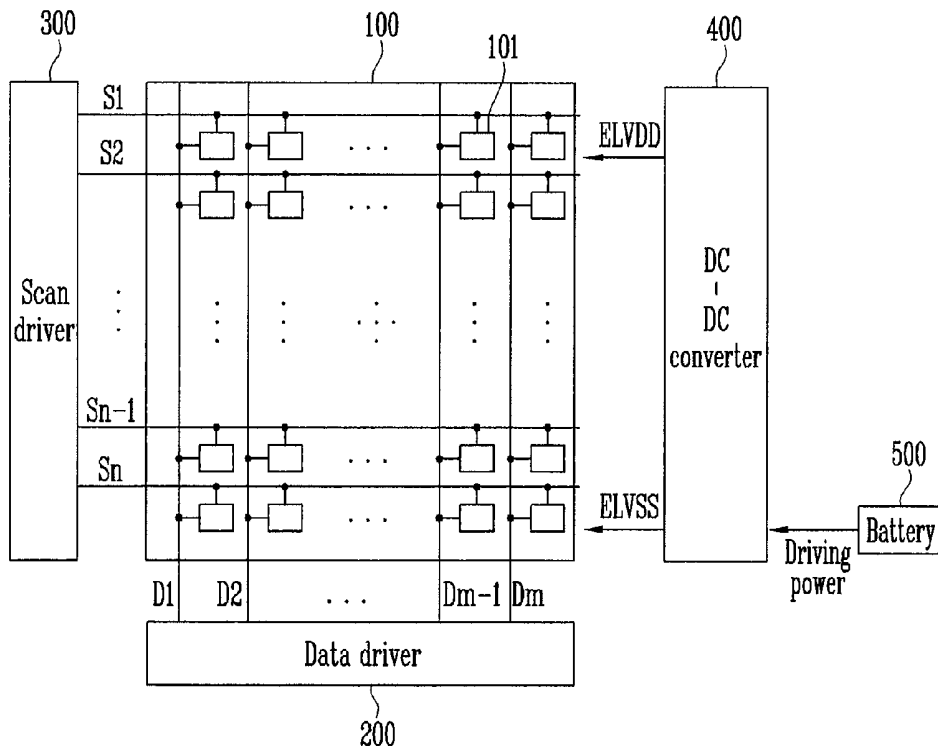 300
100
101
400
S1
S2
ELVDD
Scan
driver
DC
-
DC
converter
Sn-1
Sn
ELVSS
500
Battery
Driving
power
D1 D2 ... Dm-1 Dm
Data driver
200